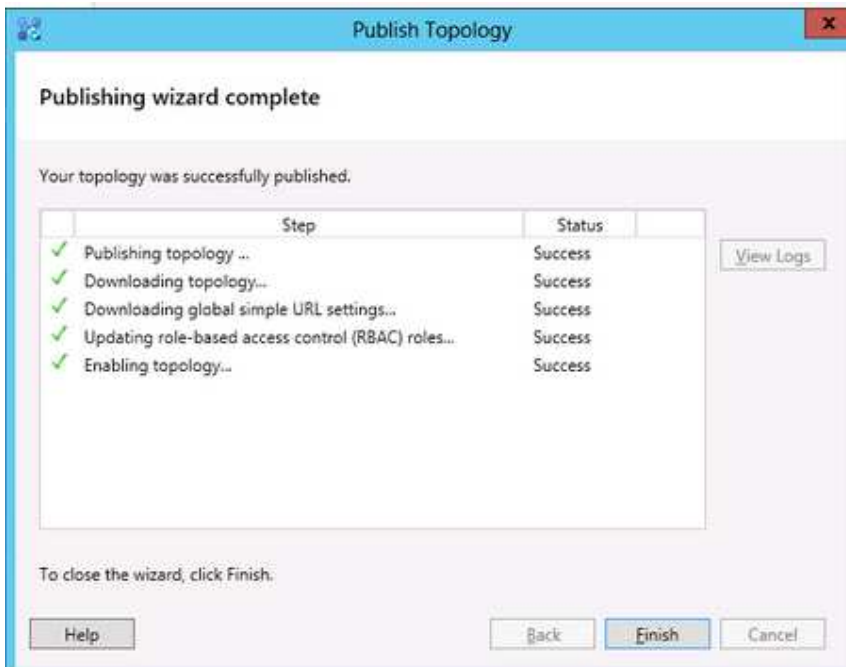 Publish Topology
x
Publishing wizard complete
Your topology was successfully published.
Step Status
Publishing topology ... Success
View Logs
Downloading topology... Success
Downloading global simple URL settings... Success
Updating role-based access control (RBAC) roles... Success
Enabling topology... Success
To close the wizard, click Finish.
Help Back Finish Cancel